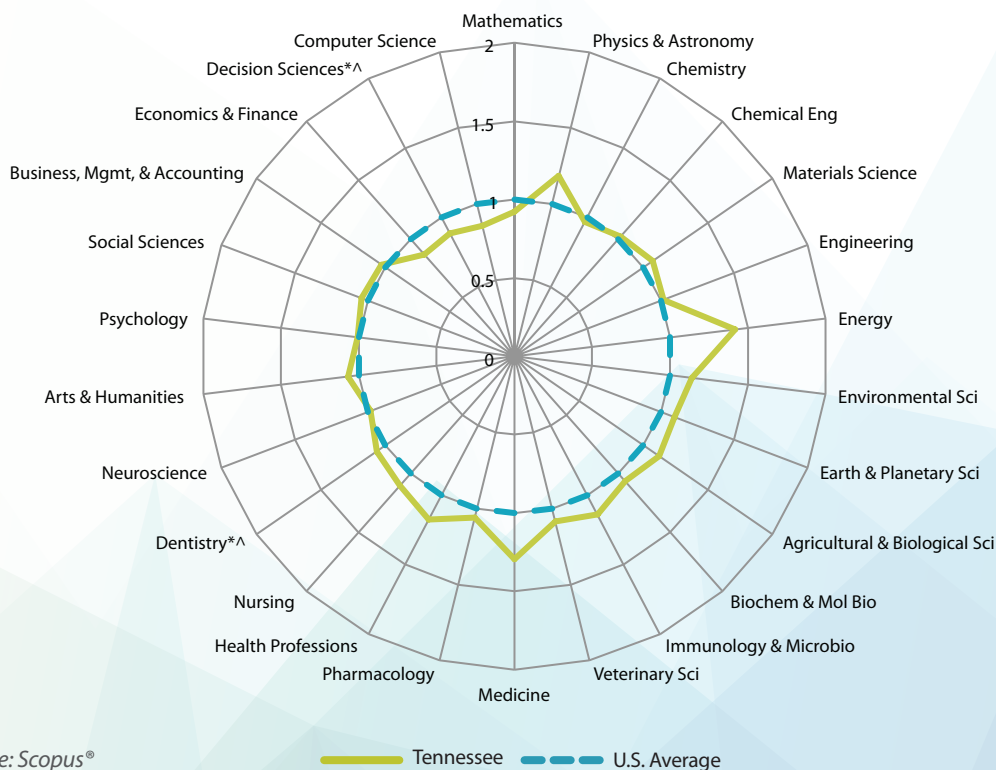 Mathematics
Computer Science
Physics & Astronomy
Decision Sciences*^
Chemistry
Economics & Finance
Chemical Eng
Business, Mgmt, & Accounting
Materials Science
Social Sciences
Engineering
Psychology
Energy
Arts & Humanities
Environmental Sci
Neuroscience
Earth & Planetary Sci
Dentistry*^
Agricultural & Biological Sci
Nursing
Biochem & Mol Bio
Health Professions
Immunology & Microbio
Pharmacology
Veterinary Sci
Medicine
2
1.5
1
0.5
0
e: Scopus®
Tennessee
U.S. Average